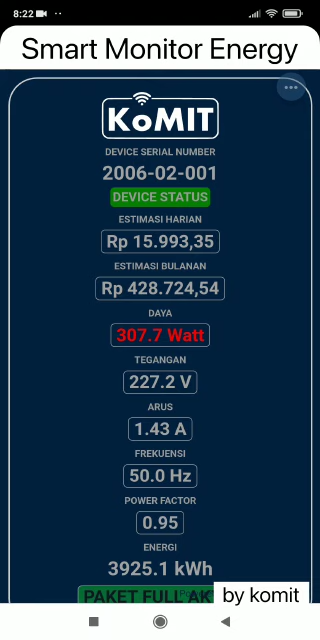 8:22
Smart Monitor Energy
KoMIT
DEVICE SERIAL NUMBER
2006-02-001
DEVICE STATUS
ESTIMASI HARIAN
Rp 15.993,35
ESTIMASI BULANAN
Rp 428.724,54
DAYA
307.7 Watt
TEGANGAN
227.2 V
ARUS
1.43 A
FREKUENSI
50.0 Hz
POWER FACTOR
0.95
ENERGI
3925.1 kWh
PAKET FULL
by komit